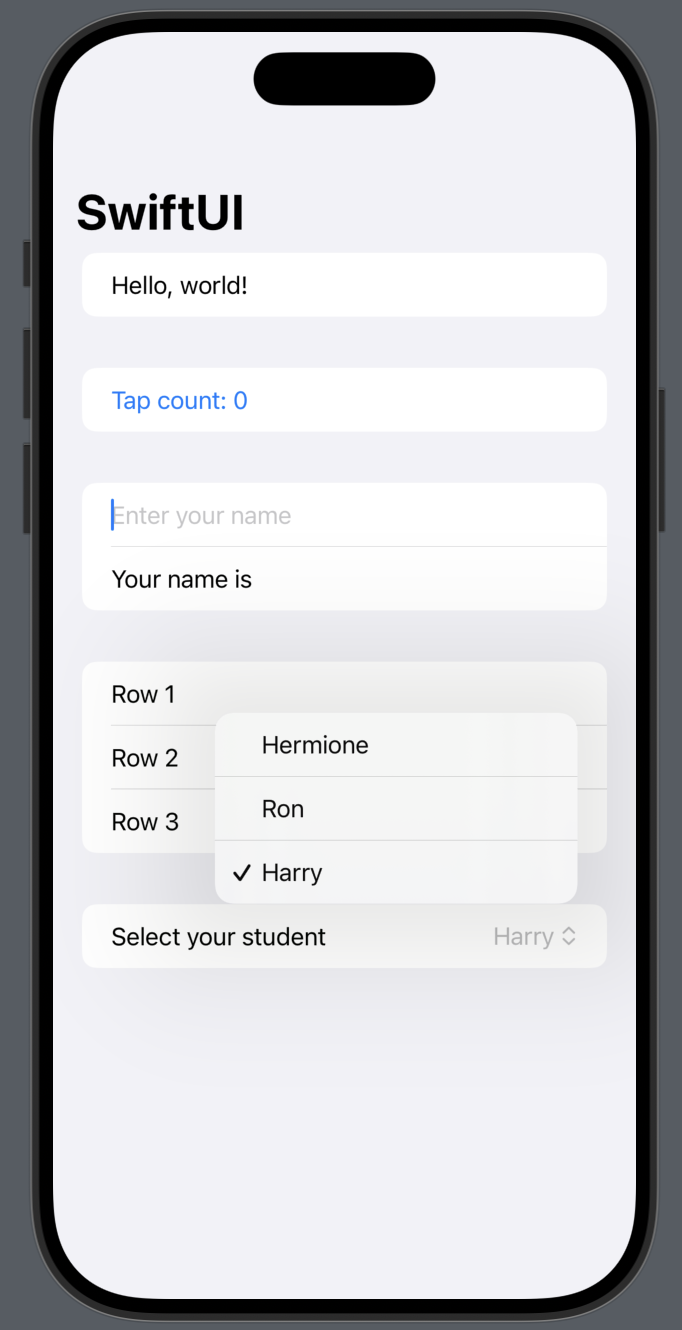 SwiftUI
Hello, world!
Tap count: 0
Enter your name
Your name is
Row 1
Hermione
Row 2
Ron
Row 3
Harry
Select your student Harry